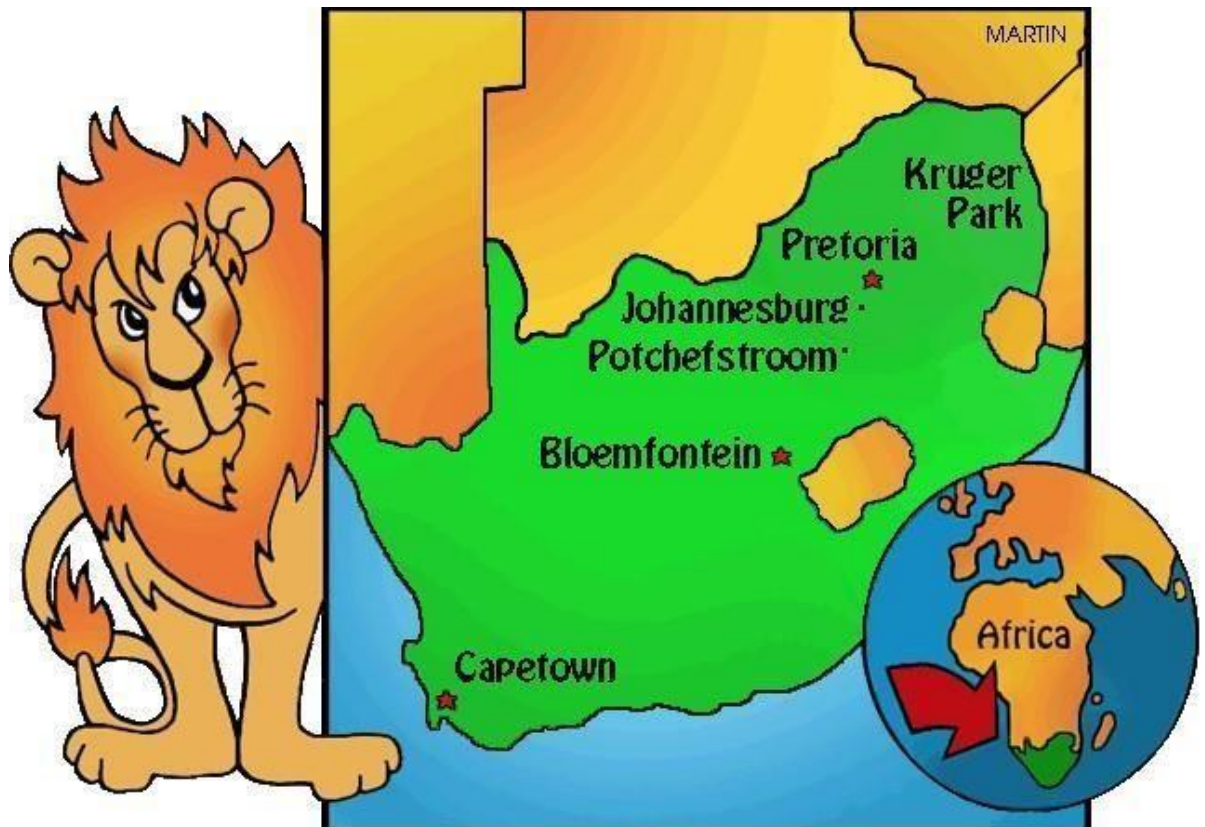 MARTIN
Kruger
Park
Pretoria
Johannesburg
Potchefstroom
Bloemfontein
Capetown
Africa